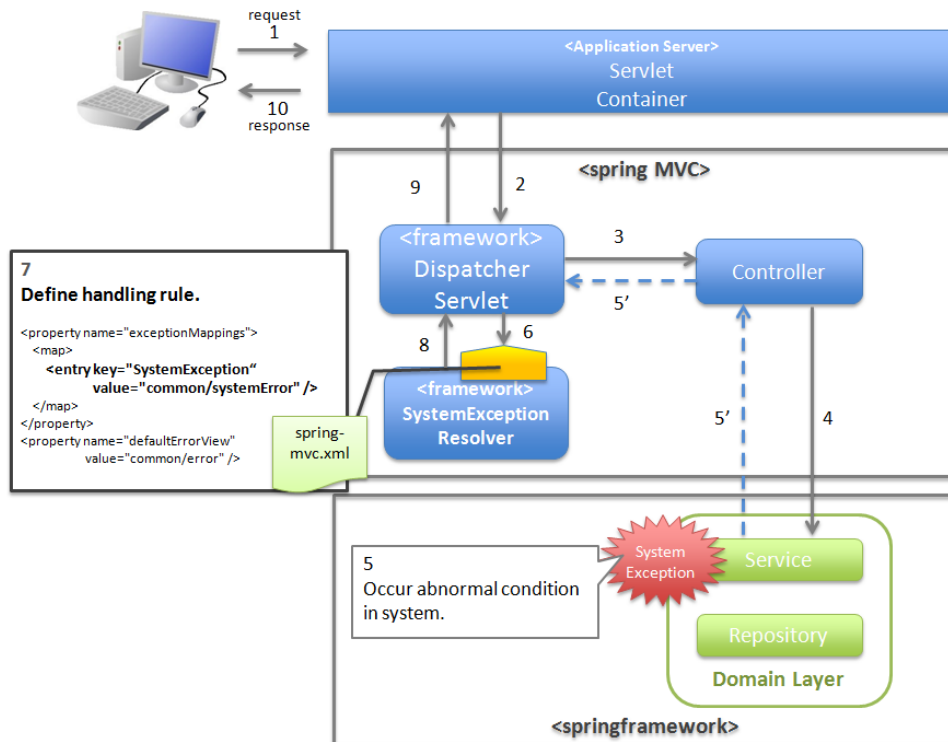 request
1
10
response
<Application Server>
Servlet
Container
<spring MVC>
9
2
<framework>
Dispatcher
Servlet
3
5’
Controller
7
Define handling rule.
<property name="exceptionMappings">
<map>
<entry key="SystemException“
value="common/systemError" />
</map>
</property>
<property name="defaultErrorView"
value="common/error" />
spring-
mvc.xml
8
6
<framework>
SystemException
Resolver
5’
4
5
Occur abnormal condition
in system.
System
Exception
Service
Repository
Domain Layer
<springframework>